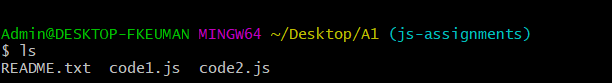 Admin@DESKTOP-FKEUMAN MINGW64 ~/Desktop/A1 (js-assignments)
$ ls
README.txt  code1.js  code2.js